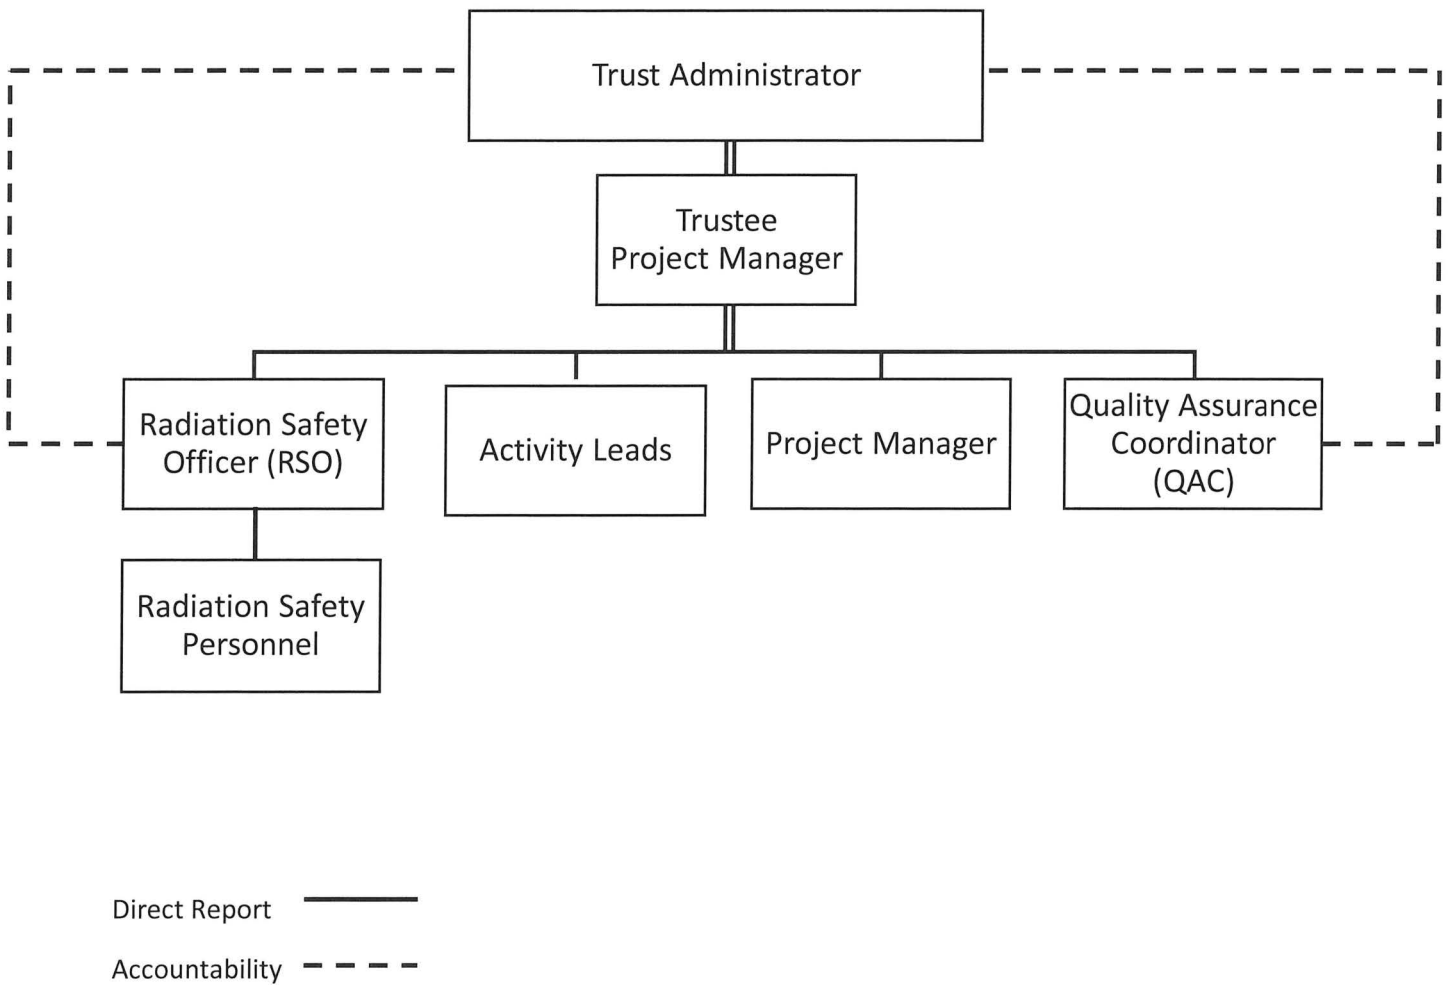 Trust Administrator
Trustee
Project Manager
Radiation Safety
Officer (RSO)
Activity Leads
Project Manager
Quality Assurance
Coordinator
(QAC)
Radiation Safety
Personnel
Direct Report
Accountability